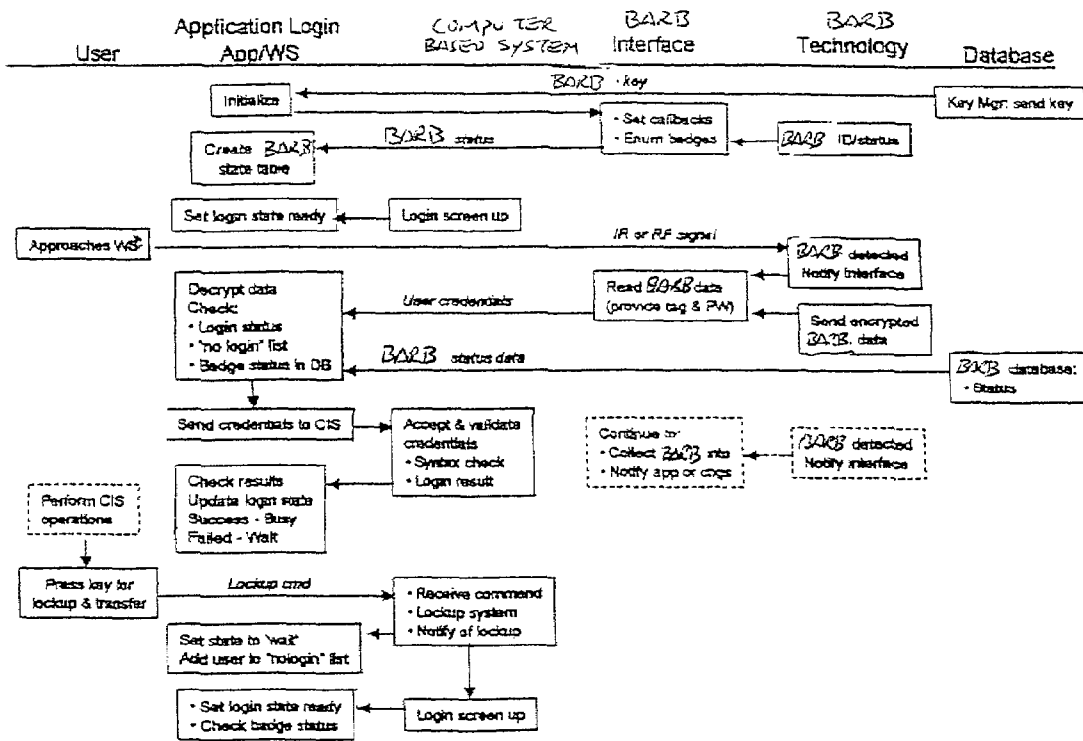 User
Application Login
App/WS
COMPUTER
BASED SYSTEM
BARB
Interface
BARB
Technology
Database
BARB · key
Initialize
Key Mgr: send key
• Set callbacks
• Enum badges
BARB ID/status
BARB status
Create BARB
state table
Set login state ready
Login screen up
Approaches WS
IR or RF signal
BARB detected
Notify Interface
Decrypt data
Check:
• Login status
• "no login" list
• Badge status in DB
User credentials
Read BARB data
(provide tag & PW)
Send encrypted
BARB. data
BARB status data
BARB database:
• Status
Send credentials to CIS
Accept & validate
credentials
• Syntax check
• Login result
Continue to:
• Collect BARB info
• Notify app or chgs
BARB detected
Notify interface
Check results
Update login state
Success - Busy
Failed - Wait
Perform CIS
operations
Press key for
lockup & transfer
Lockup cmd
• Receive command
• Lockup system
• Notify of lockup
Set state to "wait"
Add user to "nologin" list
• Set login state ready
• Check badge status
Login screen up